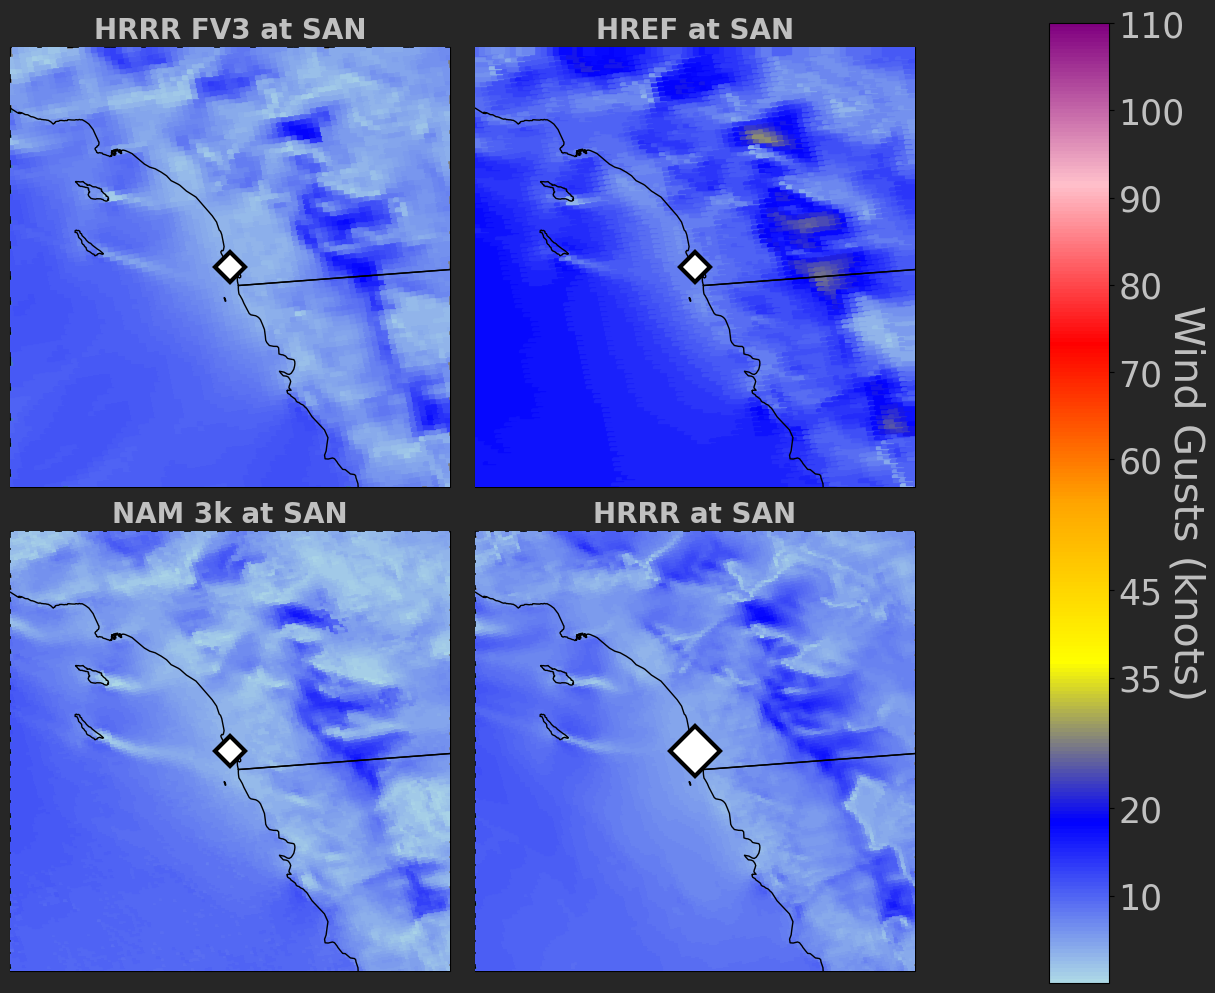 HRRR FV3 at SAN
HREF at SAN
NAM 3k at SAN
HRRR at SAN
110
100
90
80
70
60
45
35
20
10
Wind Gusts (knots)